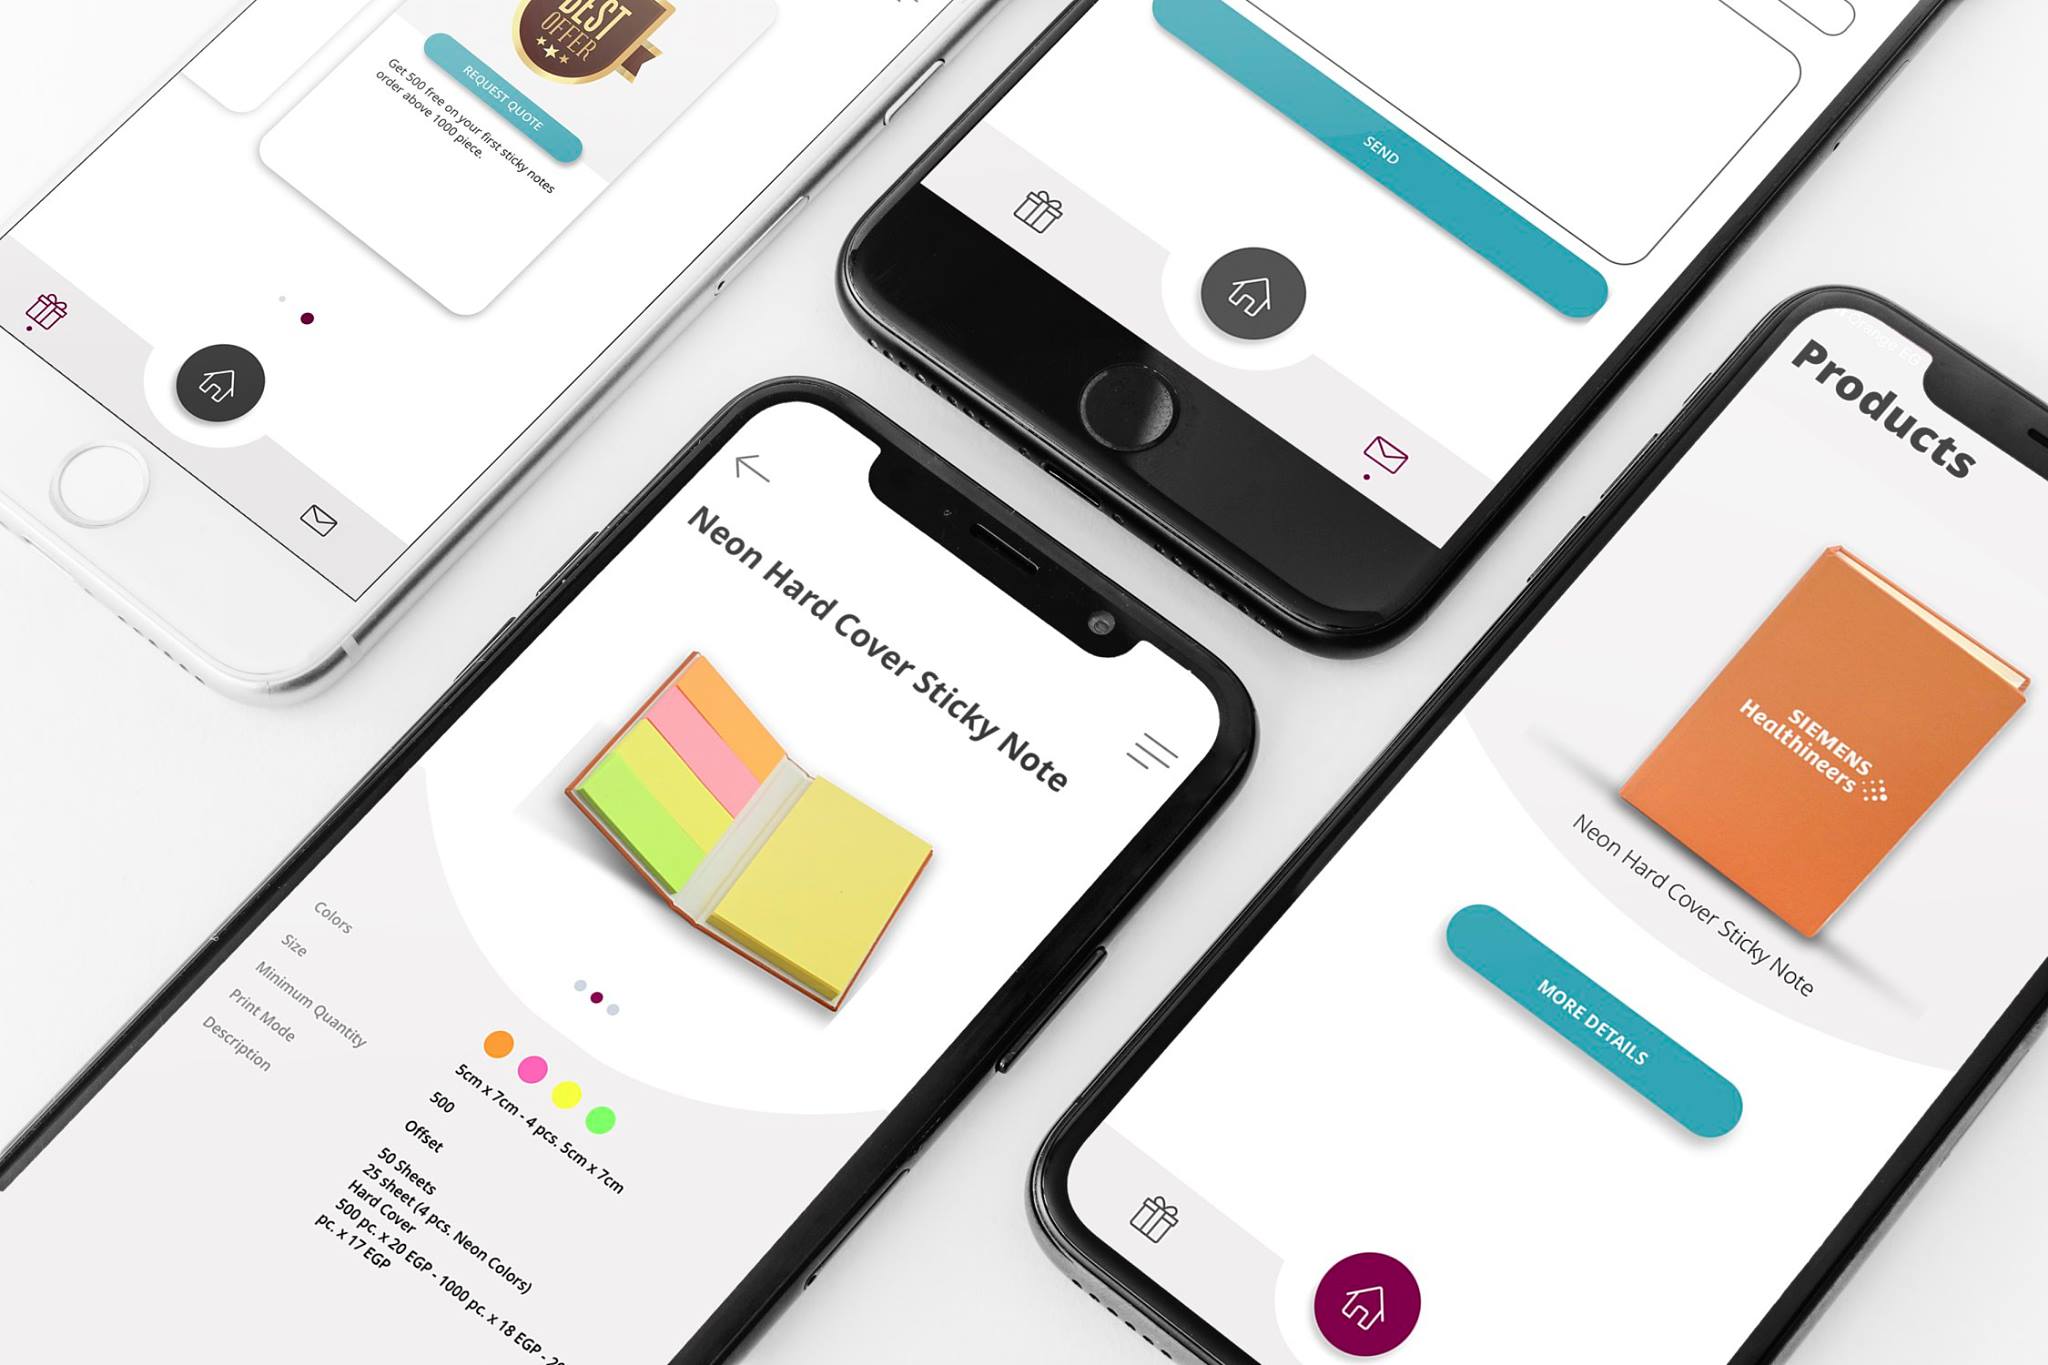 BEST
OFFER
REQUEST QUOTE
Get 500 free on your first sticky notes
order above 1000 piece.
SEND
Neon Hard Cover Sticky Note
Colors
Size
Minimum Quantity
Print Mode
Description
5cm x 7cm - 4 pcs. 5cm x 7cm
500
Offset
50 Sheets
25 sheet (4 pcs. Neon Colors)
Hard Cover
500 pc. x 20 EGP - 1000 pc. x 18 EGP - 20
pc. x 17 EGP
Orange EG
Products
SIEMENS
Healthineers
Neon Hard Cover Sticky Note
MORE DETAILS